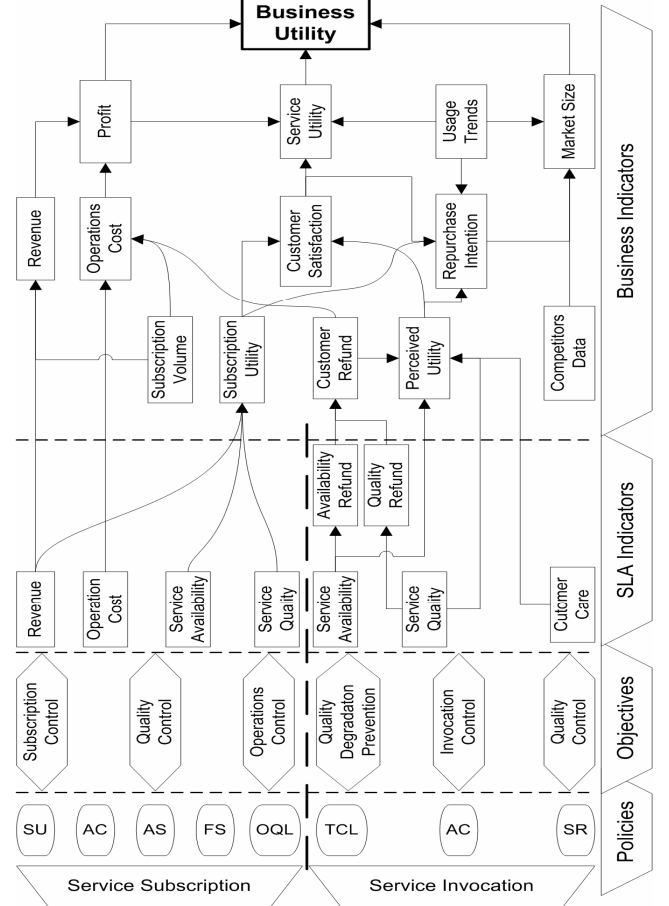 Business
Utility
Revenue
Profit
Operations
Cost
Subscription
Volume
Subscription
Utility
Service
Utility
Customer
Satisfaction
Customer
Refund
Perceived
Utility
Usage
Trends
Repurchase
Intention
Market Size
Competitors
Data
Business Indicators
Revenue
Operation
Cost
Service
Availability
Service
Quality
Availability
Refund
Quality
Refund
Service
Availability
Service
Quality
Cutomer
Care
SLA Indicators
Subscription
Control
Quality
Control
Operations
Control
Quality
Degradaton
Prevention
Invocation
Control
Quality
Control
Objectives
SU
AC
AS
FS
OQL
TCL
AC
SR
Policies
Service Subscription
Service Invocation